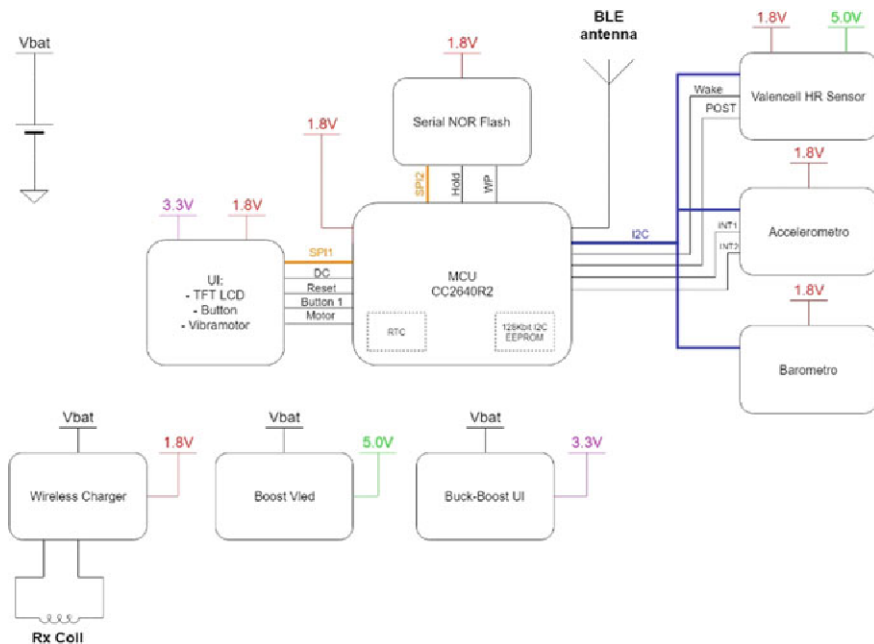 Vbat
BLE
antenna
1.8V
5.0V
1.8V
Valencell HR Sensor
Wake
POST
Serial NOR Flash
1.8V
SPI2
Hold
WP
1.8V
3.3V
1.8V
I2C
INT1
INT2
Accelerometro
UI:
- TFT LCD
- Button
- Vibramotor
SPI1
DC
Reset
Button 1
Motor
MCU
CC2640R2
RTC
128Kbit I2C
EEPROM
1.8V
Barometro
Vbat
1.8V
Wireless Charger
Vbat
5.0V
Boost Vled
Vbat
3.3V
Buck-Boost UI
Rx Coil